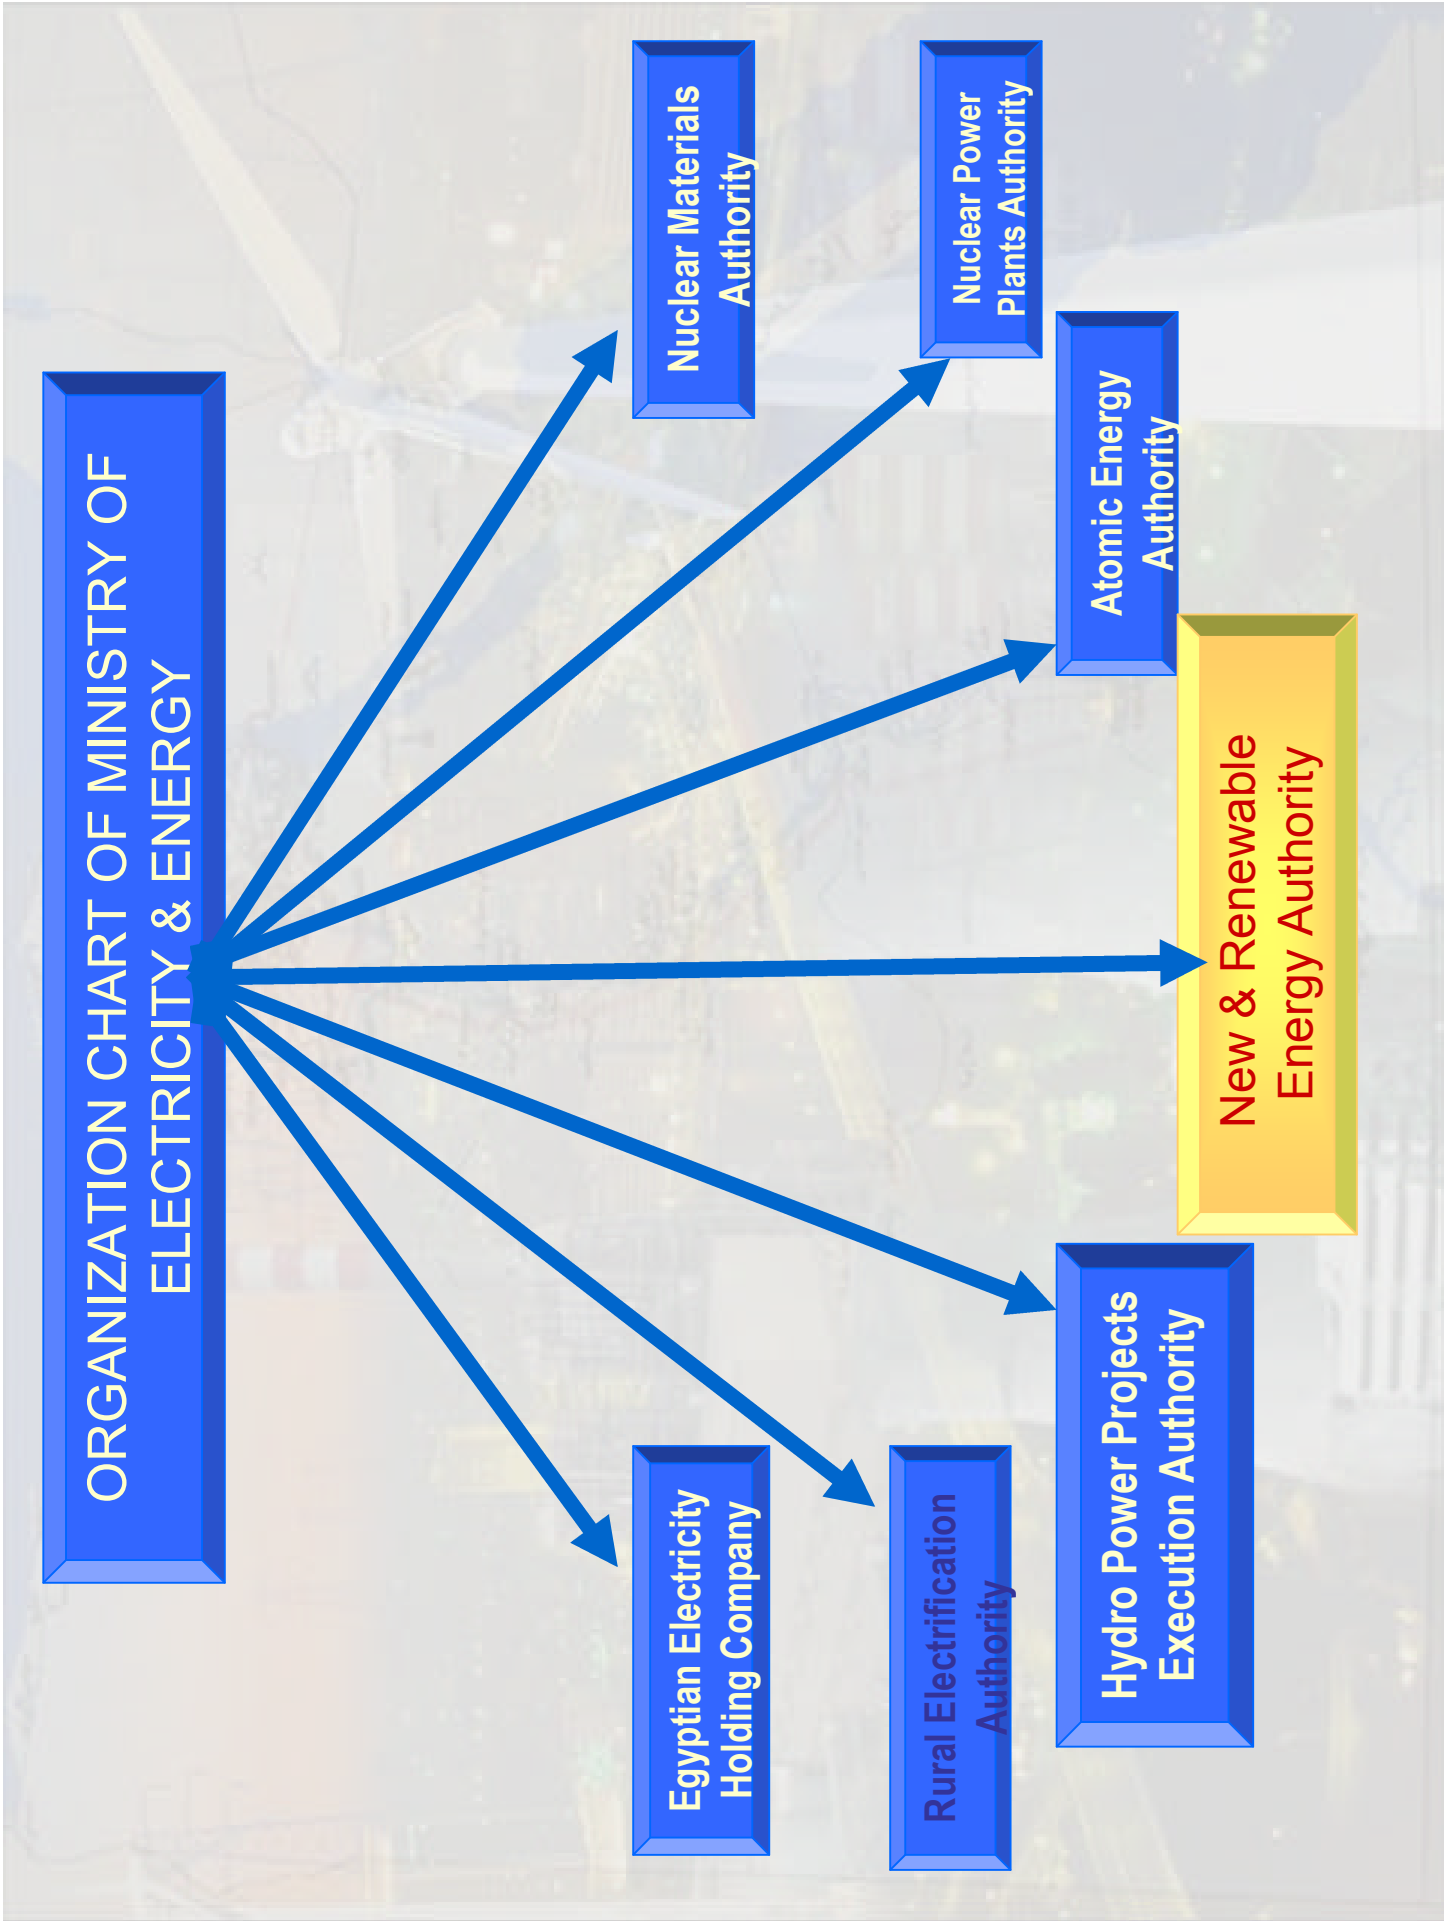 ORGANIZATION CHART OF MINISTRY OF
ELECTRICITY & ENERGY
Egyptian Electricity
Holding Company
Nuclear Materials
Authority
Rural Electrification
Authority
Nuclear Power
Plants Authority
Hydro Power Projects
Execution Authority
Atomic Energy
Authority
New & Renewable
Energy Authority